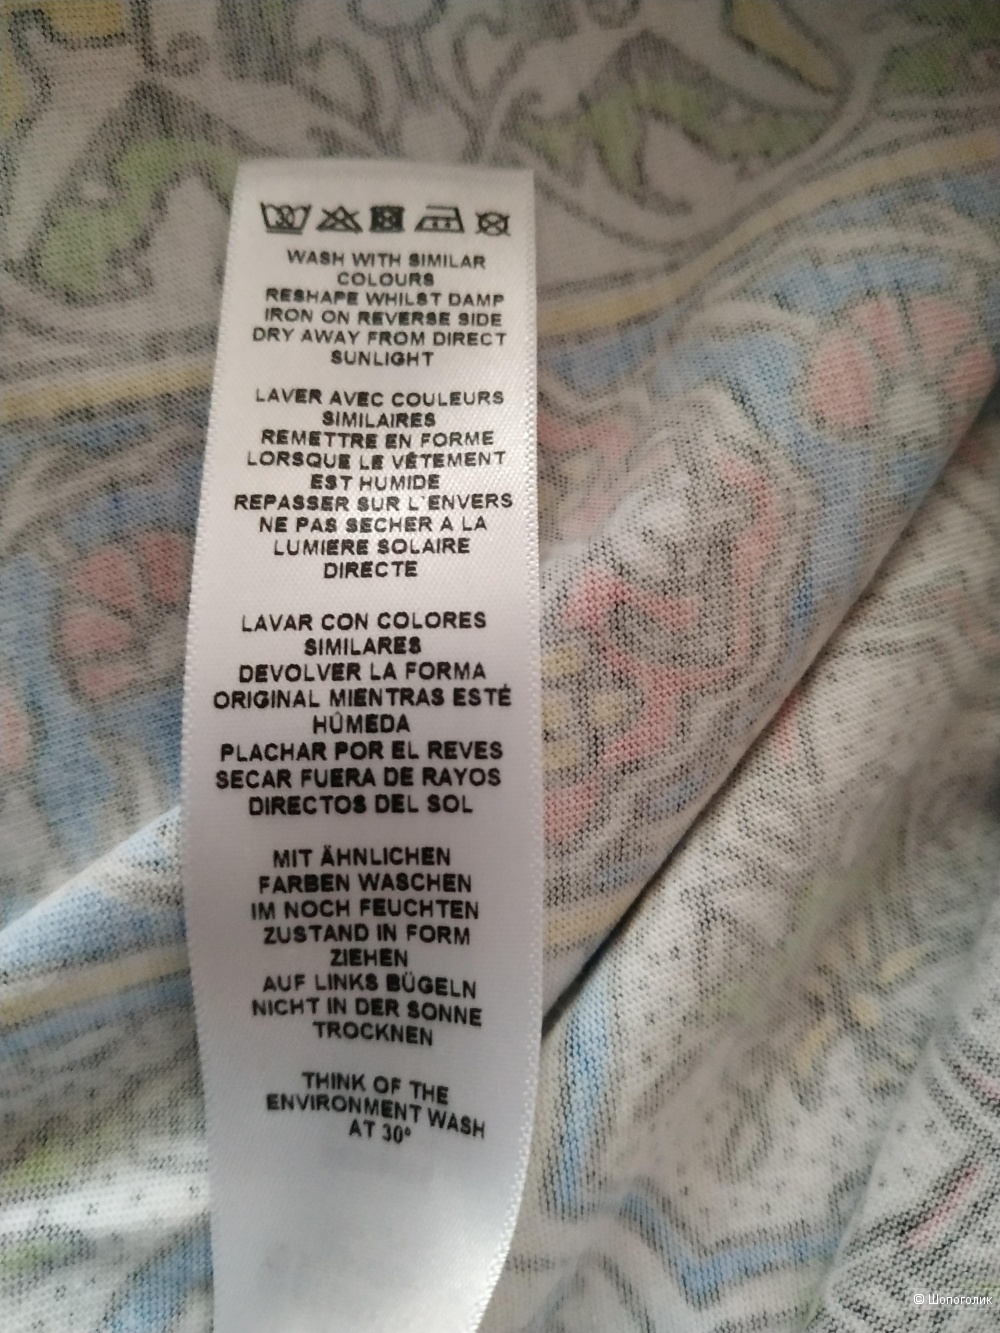 WASH WITH SIMILAR
COLOURS
RESHAPE WHILST DAMP
IRON ON REVERSE SIDE
DRY AWAY FROM DIRECT
SUNLIGHT
LAVER AVEC COULEURS
SIMILAIRES
REMETTRE EN FORME
LORSQUE LE VÊTEMENT
EST HUMIDE
REPASSER SUR L'ENVERS
NE PAS SECHER A LA
LUMIERE SOLAIRE
DIRECTE
LAVAR CON COLORES
SIMILARES
DEVOLVER LA FORMA
ORIGINAL MIENTRAS ESTÉ
HÚMEDA
PLACHAR POR EL REVES
SECAR FUERA DE RAYOS
DIRECTOS DEL SOL
MIT ÄHNLICHEN
FARBEN WASCHEN
IM NOCH FEUCHTEN
ZUSTAND IN FORM
ZIEHEN
AUF LINKS BÜGELN
NICHT IN DER SONNE
TROCKNEN
THINK OF THE
ENVIRONMENT WASH
AT 30°
© Шопоголик